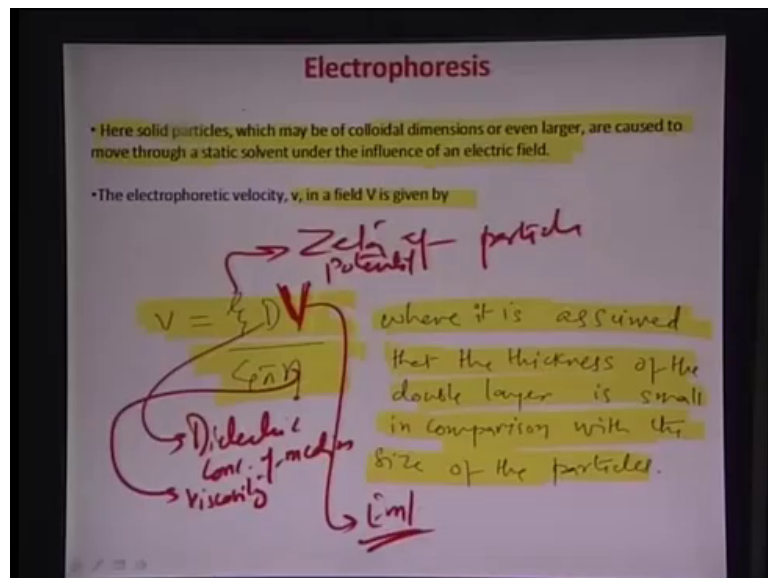 Electrophoresis
• Here solid particles, which may be of colloidal dimensions or even larger, are caused to
move through a static solvent under the influence of an electric field.
•The electrophoretic velocity, v, in a field V is given by
Zeta of particle
potential
v = ξ D V
4πη
where it is assumed
that the thickness of the
double layer is small
in comparison with the
size of the particles.
Dielectric
of medium
viscosity